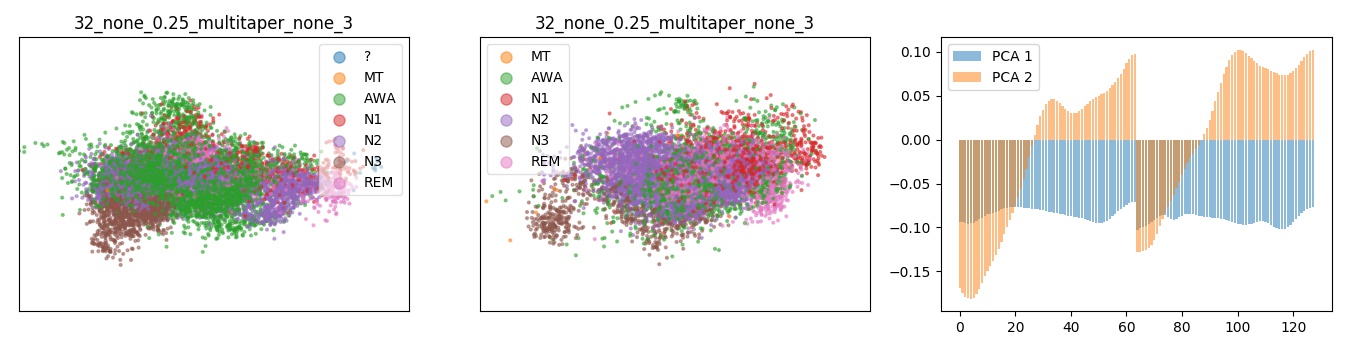 32_none_0.25_multitaper_none_3
?
MT
AWA
N1
N2
N3
REM
32_none_0.25_multitaper_none_3
MT
AWA
N1
N2
N3
REM
PCA 1
PCA 2
0.10
0.05
0.00
−0.05
−0.10
−0.15
0 20 40 60 80 100 120